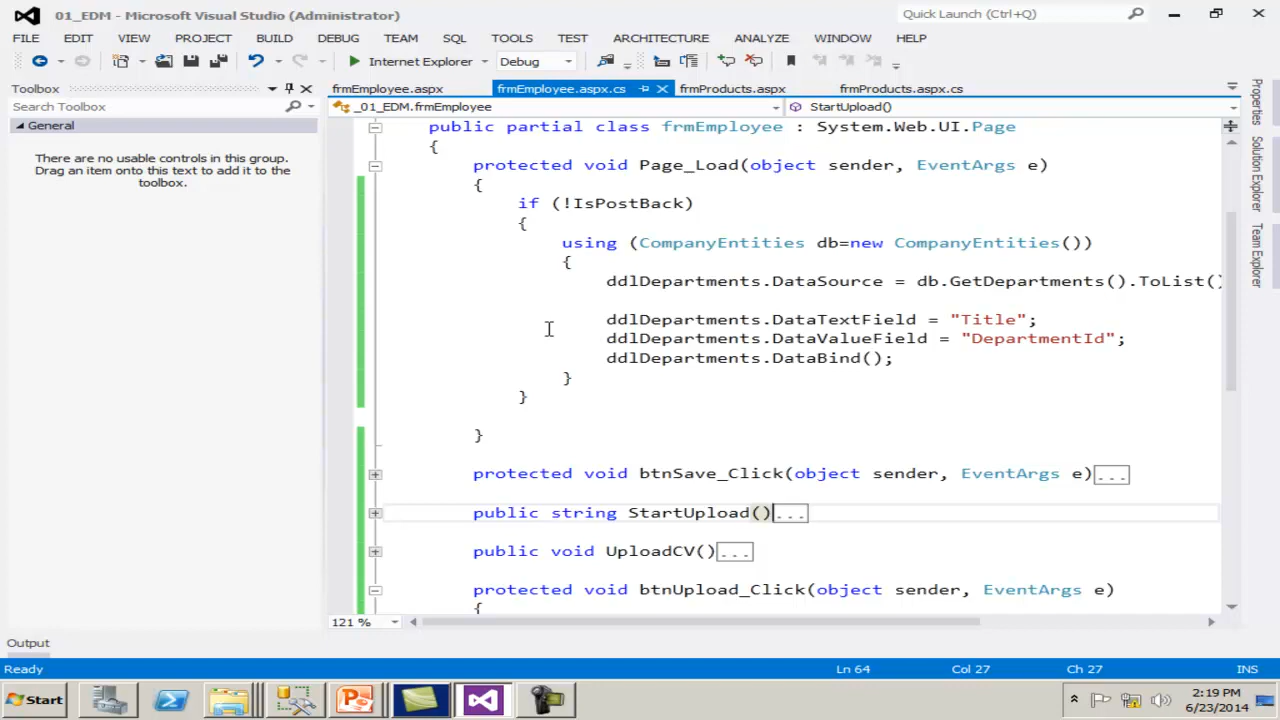 01_EDM - Microsoft Visual Studio (Administrator)
Quick Launch (Ctrl+Q)
FILE EDIT VIEW PROJECT BUILD DEBUG TEAM SQL TOOLS TEST ARCHITECTURE ANALYZE WINDOW HELP
Internet Explorer Debug
Toolbox
Search Toolbox
General
There are no usable controls in this group.
Drag an item onto this text to add it to the
toolbox.
frmEmployee.aspx frmEmployee.aspx.cs frmProducts.aspx frmProducts.aspx.cs
_01_EDM.frmEmployee StartUpload()
public partial class frmEmployee : System.Web.UI.Page
{
protected void Page_Load(object sender, EventArgs e)
{
if (!IsPostBack)
{
using (CompanyEntities db=new CompanyEntities())
{
ddlDepartments.DataSource = db.GetDepartments().ToList()
ddlDepartments.DataTextField = "Title";
ddlDepartments.DataValueField = "DepartmentId";
ddlDepartments.DataBind();
}
}
}
protected void btnSave_Click(object sender, EventArgs e)...
public string StartUpload()...
public void UploadCV()...
protected void btnUpload_Click(object sender, EventArgs e)
{
121 %
Properties
Solution Explorer
Team Explorer
Output
Ready Ln 64 Col 27 Ch 27 INS
Start
2:19 PM
6/23/2014